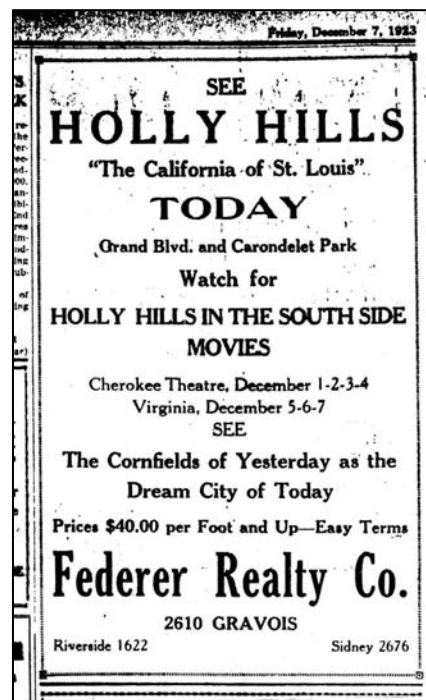 Friday, December 7, 1923
SEE
HOLLY HILLS
"The California of St. Louis"
TODAY
Grand Blvd. and Carondelet Park
Watch for
HOLLY HILLS IN THE SOUTH SIDE
MOVIES
Cherokee Theatre, December 1-2-3-4
Virginia, December 5-6-7
SEE
The Cornfields of Yesterday as the
Dream City of Today
Prices $40.00 per Foot and Up—Easy Terms
Federer Realty Co.
2610 GRAVOIS
Riverside 1622 Sidney 2676